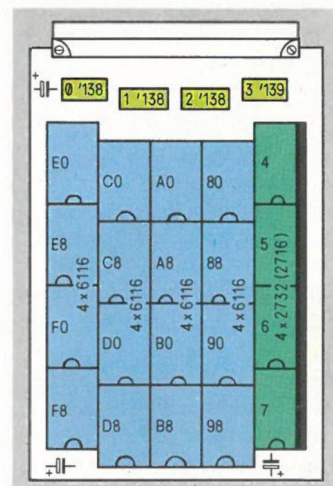 +
0 '138
1 '138
2 '138
3 '139
E0
E8
F0
F8
4 x 6116
C0
C8
D0
D8
4 x 6116
A0
A8
B0
B8
4 x 6116
80
88
90
98
4 x 6116
4
5
6
7
4 x 2732 (2716)
+
+